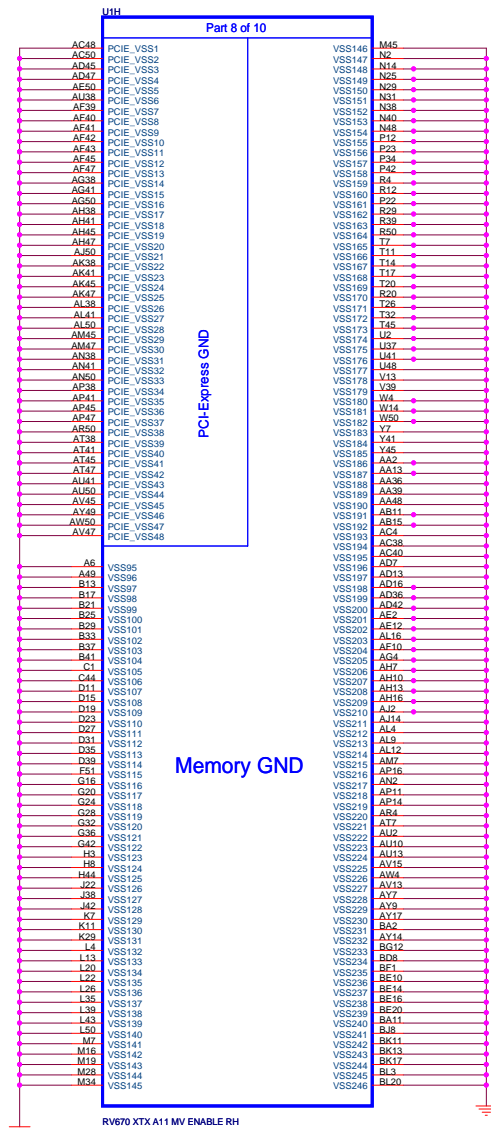 U1H
Part 8 of 10
AC48 PCIE_VSS1
AC50 PCIE_VSS2
AD45 PCIE_VSS3
AD47 PCIE_VSS4
AE50 PCIE_VSS5
AU38 PCIE_VSS6
AF39 PCIE_VSS7
AF40 PCIE_VSS8
AF41 PCIE_VSS9
AF42 PCIE_VSS10
AF43 PCIE_VSS11
AF45 PCIE_VSS12
AF47 PCIE_VSS13
AG38 PCIE_VSS14
AG41 PCIE_VSS15
AG50 PCIE_VSS16
AH38 PCIE_VSS17
AH41 PCIE_VSS18
AH45 PCIE_VSS19
AH47 PCIE_VSS20
AJ50 PCIE_VSS21
AK38 PCIE_VSS22
AK41 PCIE_VSS23
AK45 PCIE_VSS24
AK47 PCIE_VSS25
AL38 PCIE_VSS26
AL41 PCIE_VSS27
AL50 PCIE_VSS28
AM45 PCIE_VSS29
AM47 PCIE_VSS30
AN38 PCIE_VSS31
AN41 PCIE_VSS32
AN50 PCIE_VSS33
AP38 PCIE_VSS34
AP41 PCIE_VSS35
AP45 PCIE_VSS36
AP47 PCIE_VSS37
AR50 PCIE_VSS38
AT38 PCIE_VSS39
AT41 PCIE_VSS40
AT45 PCIE_VSS41
AT47 PCIE_VSS42
AU41 PCIE_VSS43
AU50 PCIE_VSS44
AV45 PCIE_VSS45
AY49 PCIE_VSS46
AW50 PCIE_VSS47
AV47 PCIE_VSS48
PCI-Express GND
A6 VSS95
A49 VSS96
B13 VSS97
B17 VSS98
B21 VSS99
B25 VSS100
B29 VSS101
B33 VSS102
B37 VSS103
B41 VSS104
C1 VSS105
C44 VSS106
D11 VSS107
D15 VSS108
D19 VSS109
D23 VSS110
D27 VSS111
D31 VSS112
D35 VSS113
D39 VSS114
F51 VSS115
G16 VSS116
G20 VSS117
G24 VSS118
G28 VSS119
G32 VSS120
G36 VSS121
G42 VSS122
H3 VSS123
H8 VSS124
H44 VSS125
J22 VSS126
J38 VSS127
J42 VSS128
K7 VSS129
K11 VSS130
K29 VSS131
L4 VSS132
L13 VSS133
L20 VSS134
L22 VSS135
L26 VSS136
L35 VSS137
L39 VSS138
L43 VSS139
L50 VSS140
M7 VSS141
M16 VSS142
M19 VSS143
M28 VSS144
M34 VSS145
Memory GND
VSS146 M45
VSS147 N2
VSS148 N14
VSS149 N25
VSS150 N29
VSS151 N31
VSS152 N38
VSS153 N40
VSS154 N48
VSS155 P12
VSS156 P23
VSS157 P34
VSS158 P42
VSS159 R4
VSS160 R12
VSS161 P22
VSS162 R29
VSS163 R39
VSS164 R50
VSS165 T7
VSS166 T11
VSS167 T14
VSS168 T17
VSS169 T20
VSS170 R20
VSS171 T26
VSS172 T32
VSS173 T45
VSS174 U2
VSS175 U37
VSS176 U41
VSS177 U48
VSS178 V13
VSS179 V39
VSS180 W4
VSS181 W14
VSS182 W50
VSS183 Y7
VSS184 Y41
VSS185 Y45
VSS186 AA2
VSS187 AA13
VSS188 AA36
VSS189 AA39
VSS190 AA48
VSS191 AB11
VSS192 AB15
VSS193 AC4
VSS194 AC38
VSS195 AC40
VSS196 AD7
VSS197 AD13
VSS198 AD16
VSS199 AD36
VSS200 AD42
VSS201 AE2
VSS202 AE12
VSS203 AL16
VSS204 AF10
VSS205 AG4
VSS206 AH7
VSS207 AH10
VSS208 AH13
VSS209 AH16
VSS210 AJ2
VSS211 AJ14
VSS212 AL4
VSS213 AL9
VSS214 AL12
VSS215 AM7
VSS216 AP16
VSS217 AN2
VSS218 AP11
VSS219 AP14
VSS220 AR4
VSS221 AT7
VSS222 AU2
VSS223 AU10
VSS224 AU13
VSS225 AV15
VSS226 AW4
VSS227 AV13
VSS228 AY7
VSS229 AY9
VSS230 AY17
VSS231 BA2
VSS232 AY14
VSS233 BG12
VSS234 BD8
VSS235 BF1
VSS236 BE10
VSS237 BE14
VSS238 BE16
VSS239 BE20
VSS240 BA11
VSS241 BJ8
VSS242 BK11
VSS243 BK13
VSS244 BK17
VSS245 BL3
VSS246 BL20
RV670 XTX A11 MV ENABLE RH